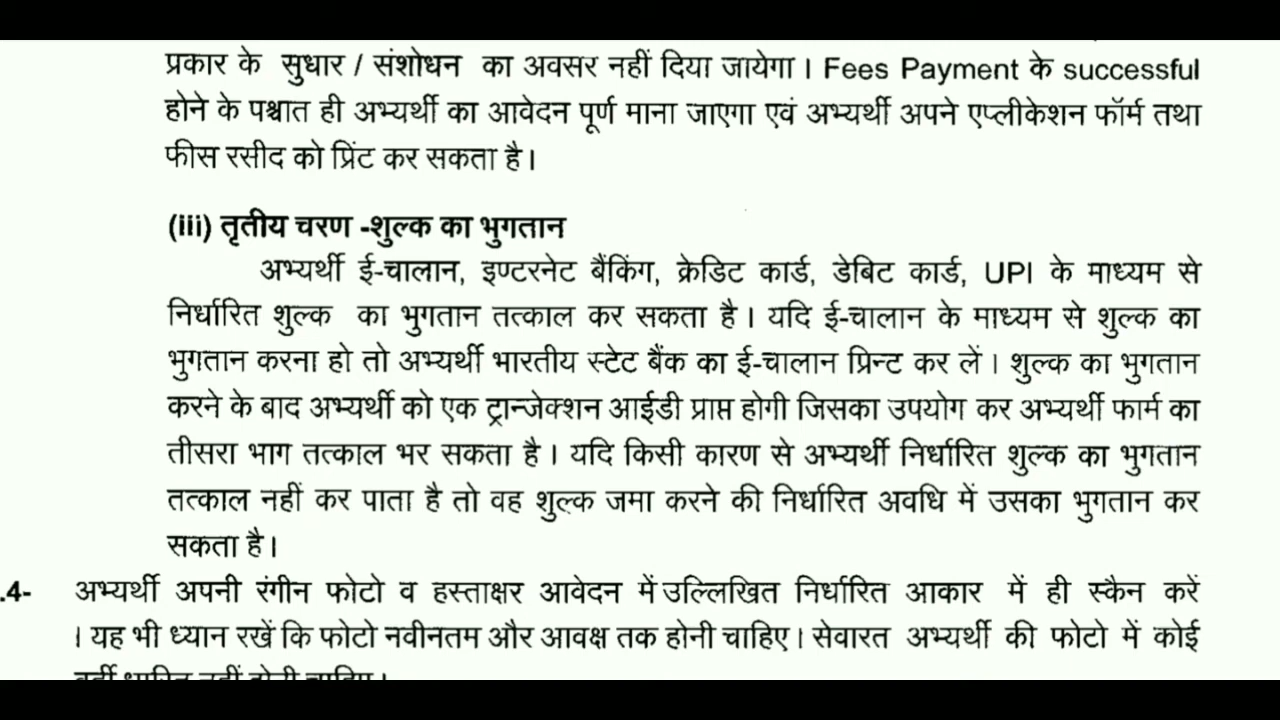 प्रकार के सुधार / संशोधन का अवसर नहीं दिया जायेगा। Fees Payment के successful
होने के पश्चात ही अभ्यर्थी का आवेदन पूर्ण माना जाएगा एवं अभ्यर्थी अपने एप्लीकेशन फॉर्म तथा
फीस रसीद को प्रिंट कर सकता है।
(iii) तृतीय चरण -शुल्क का भुगतान
अभ्यर्थी ई-चालान, इण्टरनेट बैंकिंग, क्रेडिट कार्ड, डेबिट कार्ड, UPI के माध्यम से
निर्धारित शुल्क का भुगतान तत्काल कर सकता है। यदि ई-चालान के माध्यम से शुल्क का
भुगतान करना हो तो अभ्यर्थी भारतीय स्टेट बैंक का ई-चालान प्रिन्ट कर लें। शुल्क का भुगतान
करने के बाद अभ्यर्थी को एक ट्रान्जेक्शन आईडी प्राप्त होगी जिसका उपयोग कर अभ्यर्थी फार्म का
तीसरा भाग तत्काल भर सकता है। यदि किसी कारण से अभ्यर्थी निर्धारित शुल्क का भुगतान
तत्काल नहीं कर पाता है तो वह शुल्क जमा करने की निर्धारित अवधि में उसका भुगतान कर
सकता है।
.4- अभ्यर्थी अपनी रंगीन फोटो व हस्ताक्षर आवेदन में उल्लिखित निर्धारित आकार में ही स्कैन करें
। यह भी ध्यान रखें कि फोटो नवीनतम और आवक्ष तक होनी चाहिए। सेवारत अभ्यर्थी की फोटो में कोई